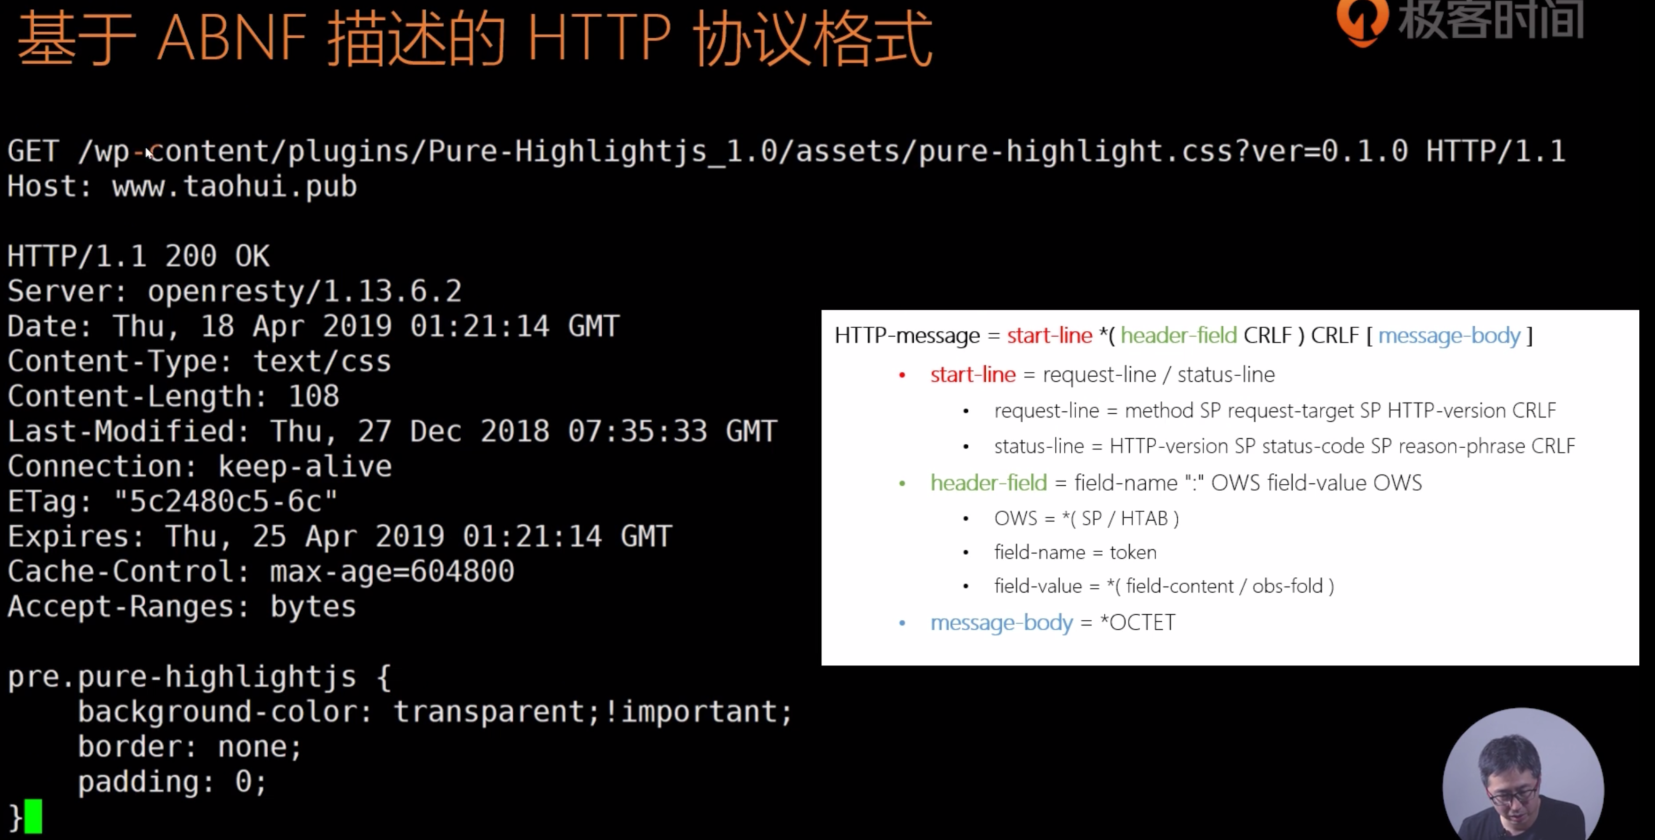 基于 ABNF 描述的 HTTP 协议格式
极客时间
GET /wp-content/plugins/Pure-Highlightjs_1.0/assets/pure-highlight.css?ver=0.1.0 HTTP/1.1
Host: www.taohui.pub
HTTP/1.1 200 OK
Server: openresty/1.13.6.2
Date: Thu, 18 Apr 2019 01:21:14 GMT
Content-Type: text/css
Content-Length: 108
Last-Modified: Thu, 27 Dec 2018 07:35:33 GMT
Connection: keep-alive
ETag: "5c2480c5-6c"
Expires: Thu, 25 Apr 2019 01:21:14 GMT
Cache-Control: max-age=604800
Accept-Ranges: bytes
pre.pure-highlightjs {
    background-color: transparent;!important;
    border: none;
    padding: 0;
}
HTTP-message = start-line *( header-field CRLF ) CRLF [ message-body ]
• start-line = request-line / status-line
• request-line = method SP request-target SP HTTP-version CRLF
• status-line = HTTP-version SP status-code SP reason-phrase CRLF
• header-field = field-name ":" OWS field-value OWS
• OWS = *( SP / HTAB )
• field-name = token
• field-value = *( field-content / obs-fold )
• message-body = *OCTET